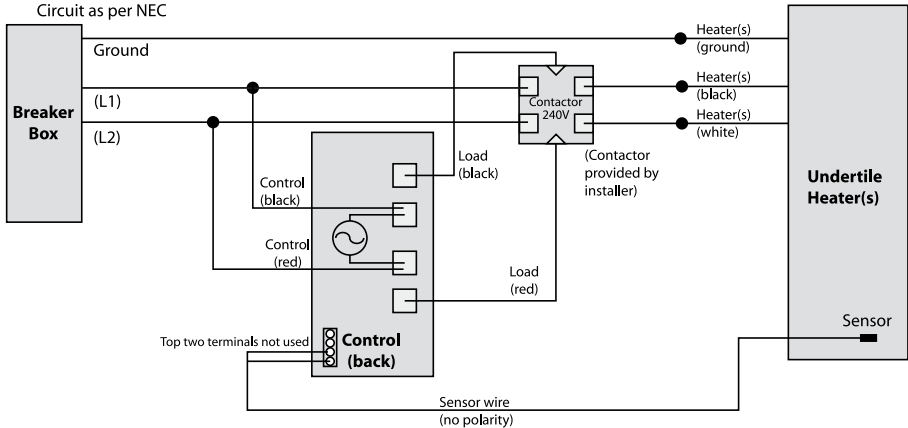 Circuit as per NEC
Ground
Heater(s)
(ground)
Breaker
Box
(L1)
(L2)
Contactor
240V
Heater(s)
(black)
Heater(s)
(white)
Load
(black)
(Contactor
provided by
installer)
Undertile
Heater(s)
Control
(black)
Control
(red)
Load
(red)
Sensor
Top two terminals not used
Control
(back)
Sensor wire
(no polarity)